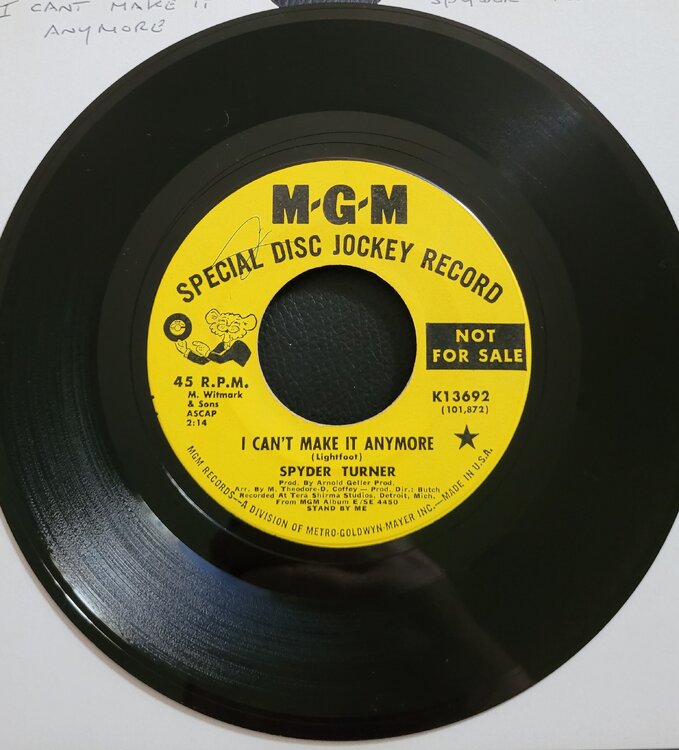 I CANT MAKE IT
ANYMORE
M-G-M
SPECIAL DISC JOCKEY RECORD
NOT
FOR SALE
45 R.P.M.
M. Witmark
& Sons
ASCAP
2:14
K13692
(101,872)
I CAN'T MAKE IT ANYMORE
(Lightfoot)
SPYDER TURNER
Prod. By Arnold Geller Prod.
Arr. By M. Theodore-D. Coffey — Prod. Dir.: Butch
Recorded At Tera Shirma Studios, Detroit, Mich.
From MGM Album E/SE 4450
STAND BY ME
MGM RECORDS—A DIVISION OF METRO-GOLDWYN-MAYER INC.—MADE IN U.S.A.